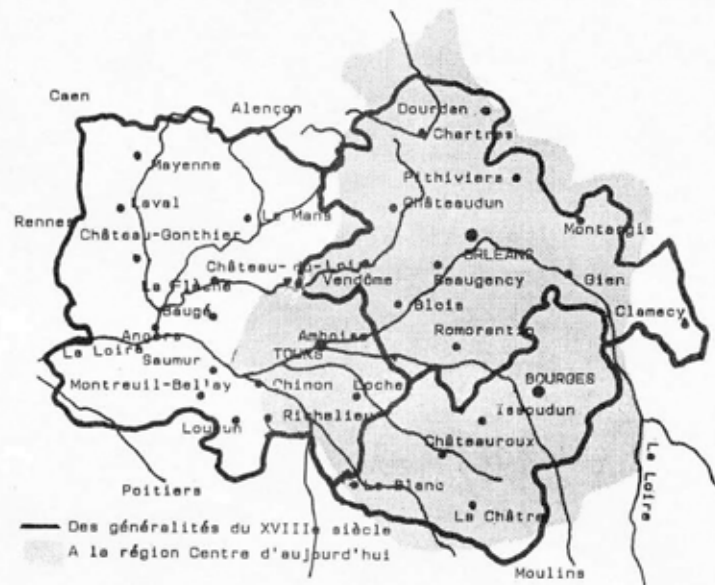 Caen
Alençon
Dourdan
Chartres
Mayenne
Pithiviers
Laval
Le Mans
Châteaudun
Rennes
Montargis
Château-Gonthier
ORLEANS
Château-du-Loir
La Flèche
Vendôme
Beaugency
Gien
Baugé
Blois
Clamecy
Angers
Amboise
Romorantin
La Loire
TOURS
Saumur
BOURGES
Montreuil-Bellay
Chinon
Loche
Issoudun
Richelieu
Loudun
Châteauroux
La Loire
Poitiers
Le Blanc
La Châtre
Des généralités du XVIIIe siècle
A la région Centre d'aujourd'hui
Moulins